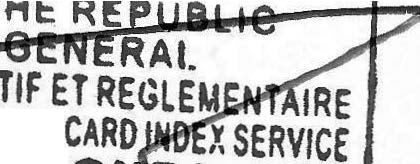 HE REPUBLIC
GENERAL
TIF ET REGLEMENTAIRE
CARD INDEX SERVICE